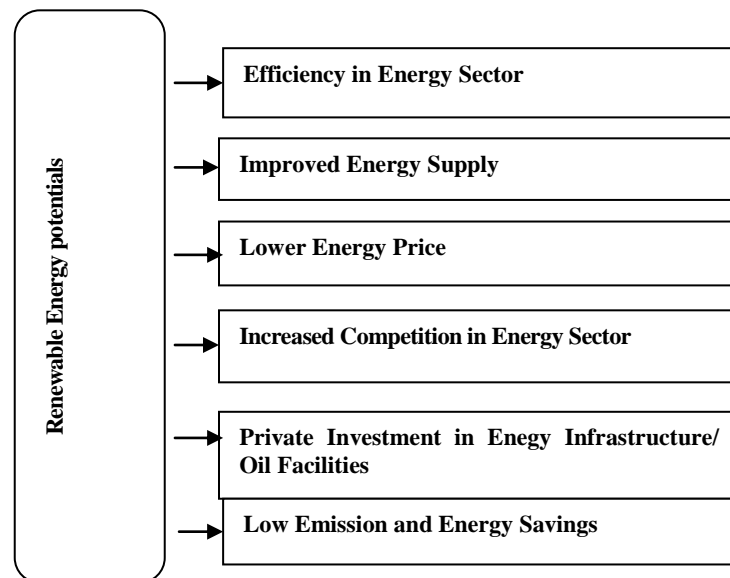 Renewable Energy potentials
Efficiency in Energy Sector
Improved Energy Supply
Lower Energy Price
Increased Competition in Energy Sector
Private Investment in Enegy Infrastructure/
Oil Facilities
Low Emission and Energy Savings